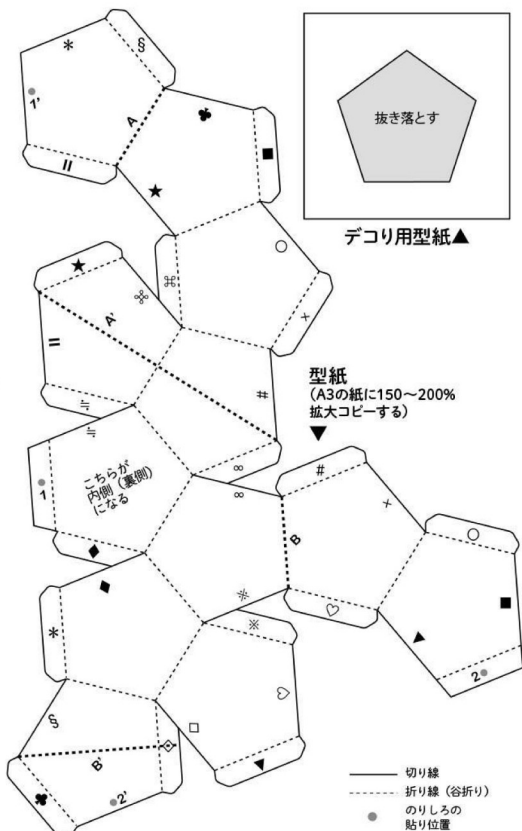 *
§
1'
A
=
♣
■
★
抜き落とす
デコり用型紙▲
⌘
○
×
★
A'
=
#
≒
∞
型紙
(A3の紙に150〜200%
拡大コピーする)
▼
≒
1
こちらが
内側(裏側)
になる
♦
∞
B
#
×
※
♡
♦
*
※
♡
□
▼
○
■
▲
2
§
B'
◇
♣
2'
切り線
折り線(谷折り)
のりしろの
貼り位置